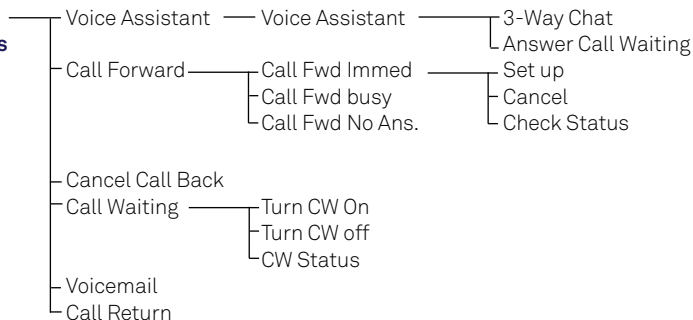 Voice Assistant Voice Assistant 3-Way Chat
s Answer Call Waiting
Call Forward Call Fwd Immed Set up
Call Fwd busy Cancel
Call Fwd No Ans. Check Status
Cancel Call Back
Call Waiting Turn CW On
Turn CW off
CW Status
Voicemail
Call Return